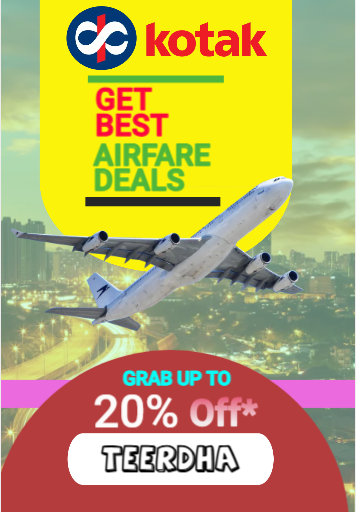 kotak
GET
BEST
AIRFARE
DEALS
GRAB UP TO
20% Off*
TEERDHA